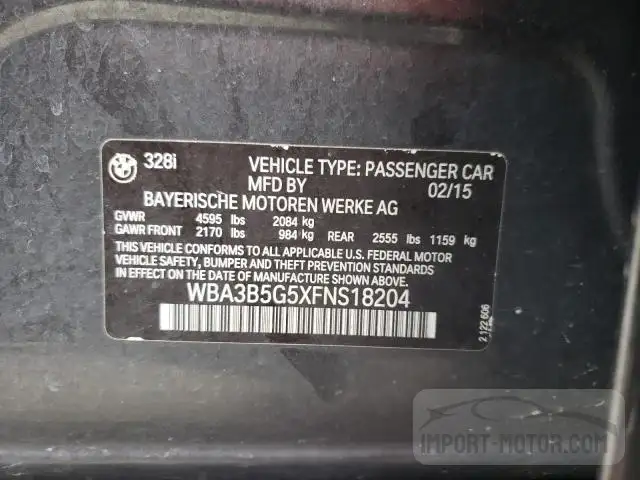 328i VEHICLE TYPE: PASSENGER CAR
MFD BY 02/15
BAYERISCHE MOTOREN WERKE AG
GVWR 4595 lbs 2084 kg
GAWR FRONT 2170 lbs 984 kg REAR 2555 lbs 1159 kg
THIS VEHICLE CONFORMS TO ALL APPLICABLE U.S. FEDERAL MOTOR
VEHICLE SAFETY, BUMPER AND THEFT PREVENTION STANDARDS
IN EFFECT ON THE DATE OF MANUFACTURE SHOWN ABOVE.
WBA3B5G5XFNS18204
2 122 606
IMPORT-MOTOR.COM